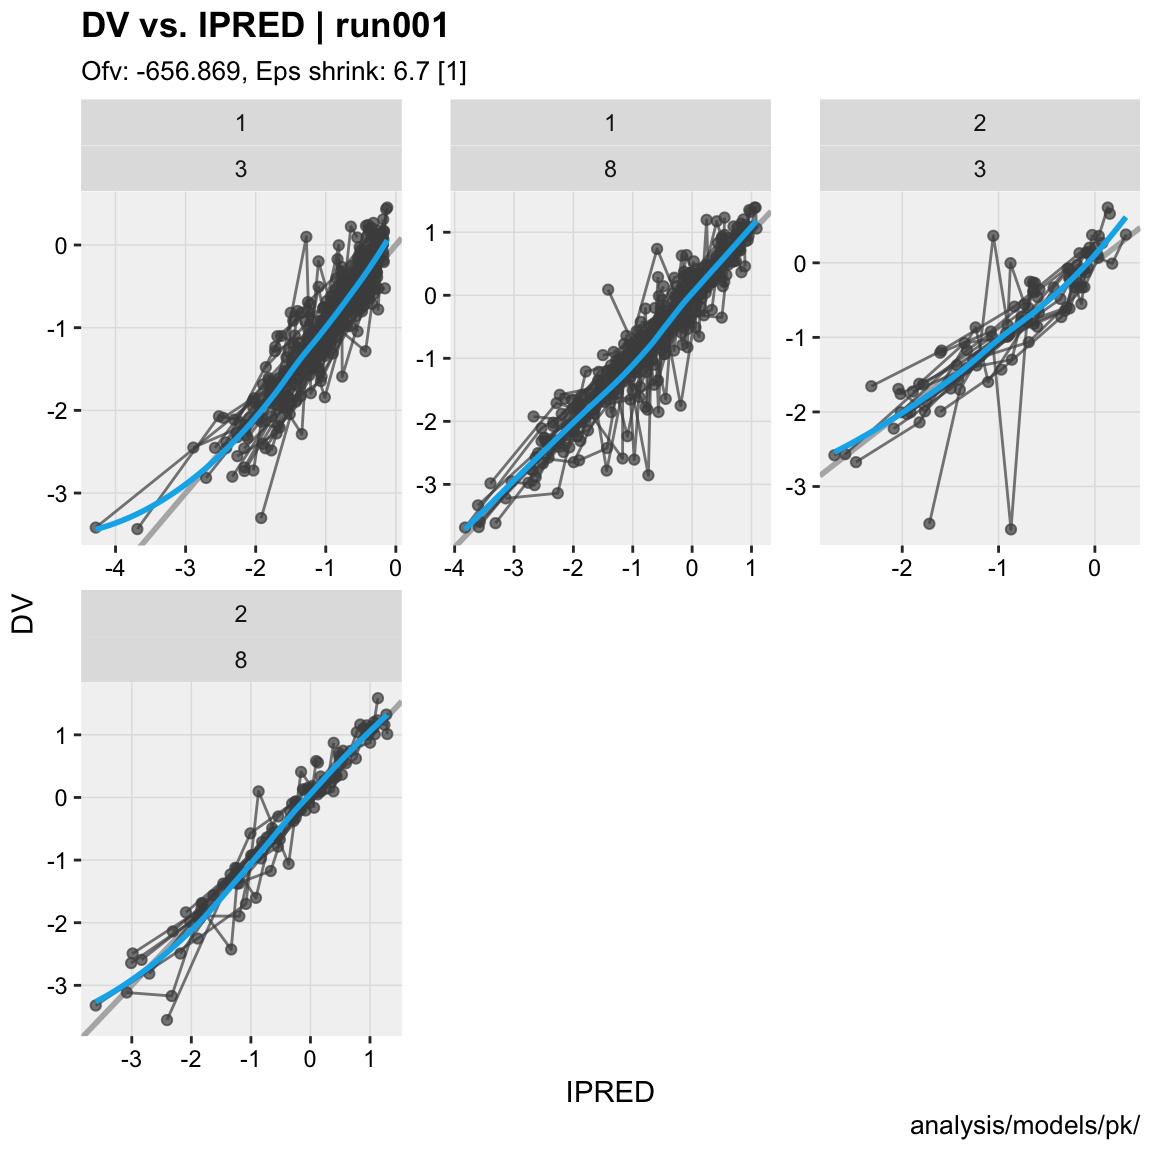 DV vs. IPRED | run001
Ofv: -656.869, Eps shrink: 6.7 [1]
1 1 2
3 8 3
0 1 0
-1 0 -1
-2 -1 -2
-3 -2 -3
-3
-4 -3 -2 -1 0 -4 -3 -2 -1 0 1 -2 -1 0
2
8
DV
1
0
-1
-2
-3
-3 -2 -1 0 1
IPRED
analysis/models/pk/